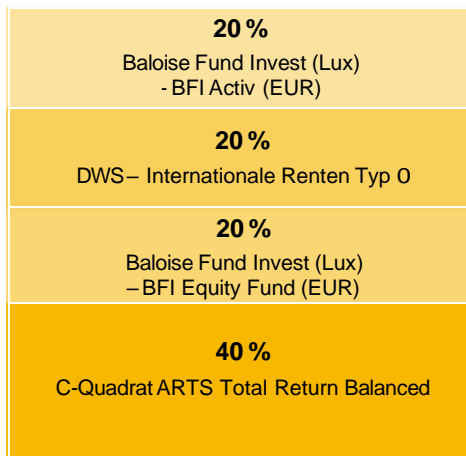 20 %
Baloise Fund Invest (Lux)
- BFI Activ (EUR)
20 %
DWS – Internationale Renten Typ O
20 %
Baloise Fund Invest (Lux)
– BFI Equity Fund (EUR)
40 %
C-Quadrat ARTS Total Return Balanced